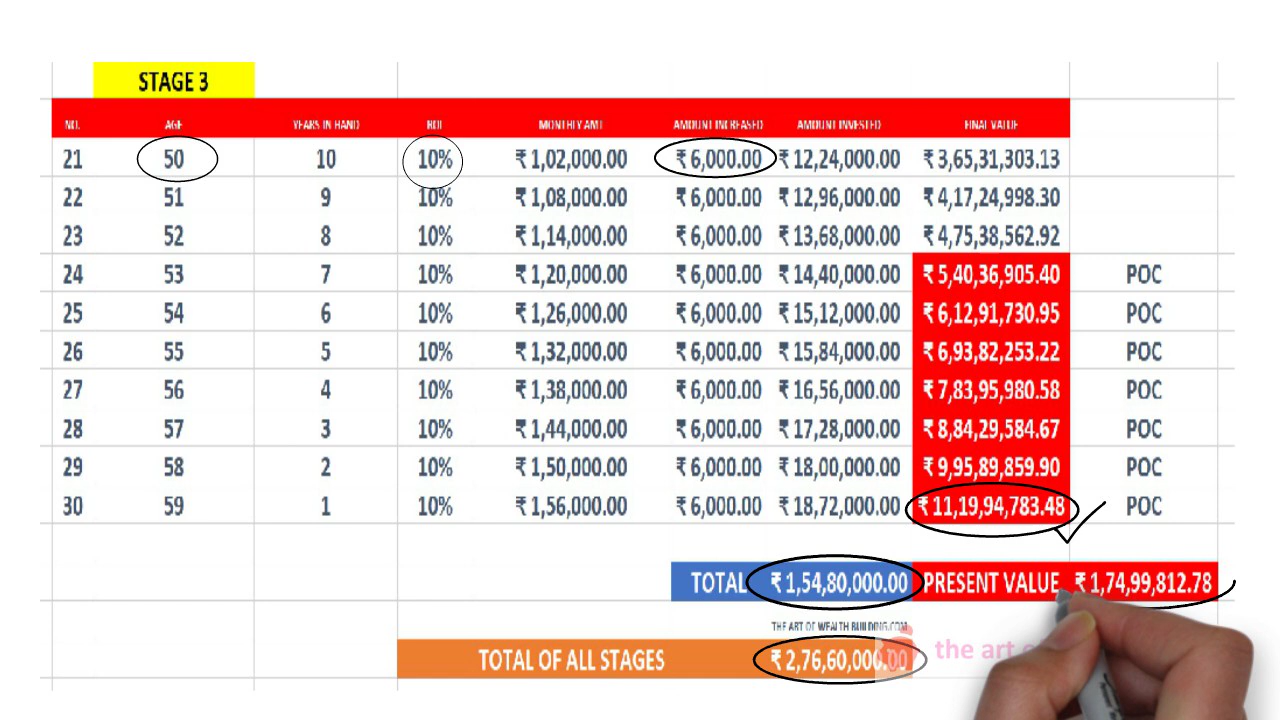 STAGE 3
NO. AGE YEARS IN HAND ROI MONTHLY AMT AMOUNT INCREASED AMOUNT INVESTED FINAL VALUE
21 50 10 10% ₹ 1,02,000.00 ₹ 6,000.00 ₹ 12,24,000.00 ₹ 3,65,31,303.13
22 51 9 10% ₹ 1,08,000.00 ₹ 6,000.00 ₹ 12,96,000.00 ₹ 4,17,24,998.30
23 52 8 10% ₹ 1,14,000.00 ₹ 6,000.00 ₹ 13,68,000.00 ₹ 4,75,38,562.92
24 53 7 10% ₹ 1,20,000.00 ₹ 6,000.00 ₹ 14,40,000.00 ₹ 5,40,36,905.40 POC
25 54 6 10% ₹ 1,26,000.00 ₹ 6,000.00 ₹ 15,12,000.00 ₹ 6,12,91,730.95 POC
26 55 5 10% ₹ 1,32,000.00 ₹ 6,000.00 ₹ 15,84,000.00 ₹ 6,93,82,253.22 POC
27 56 4 10% ₹ 1,38,000.00 ₹ 6,000.00 ₹ 16,56,000.00 ₹ 7,83,95,980.58 POC
28 57 3 10% ₹ 1,44,000.00 ₹ 6,000.00 ₹ 17,28,000.00 ₹ 8,84,29,584.67 POC
29 58 2 10% ₹ 1,50,000.00 ₹ 6,000.00 ₹ 18,00,000.00 ₹ 9,95,89,859.90 POC
30 59 1 10% ₹ 1,56,000.00 ₹ 6,000.00 ₹ 18,72,000.00 ₹ 11,19,94,783.48 POC
TOTAL ₹ 1,54,80,000.00 PRESENT VALUE ₹ 1,74,99,812.78
THE ART OF WEALTH BUILDING.COM
TOTAL OF ALL STAGES ₹ 2,76,60,000.00
the art